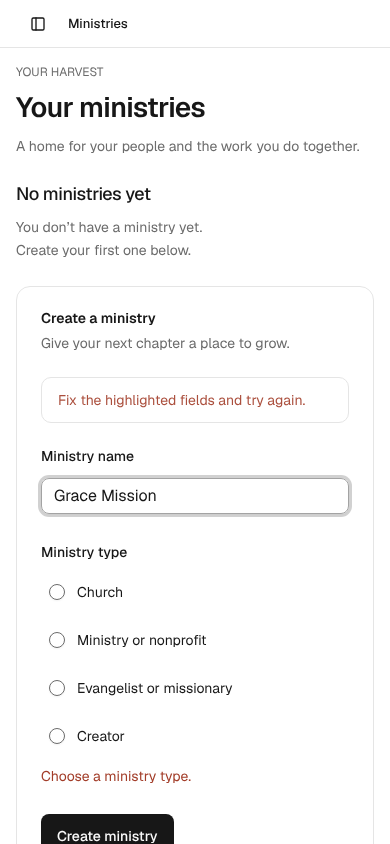 Ministries
YOUR HARVEST
Your ministries
A home for your people and the work you do together.
No ministries yet
You don’t have a ministry yet.
Create your first one below.
Create a ministry
Give your next chapter a place to grow.
Fix the highlighted fields and try again.
Ministry name
Grace Mission
Ministry type
Church
Ministry or nonprofit
Evangelist or missionary
Creator
Choose a ministry type.
Create ministry